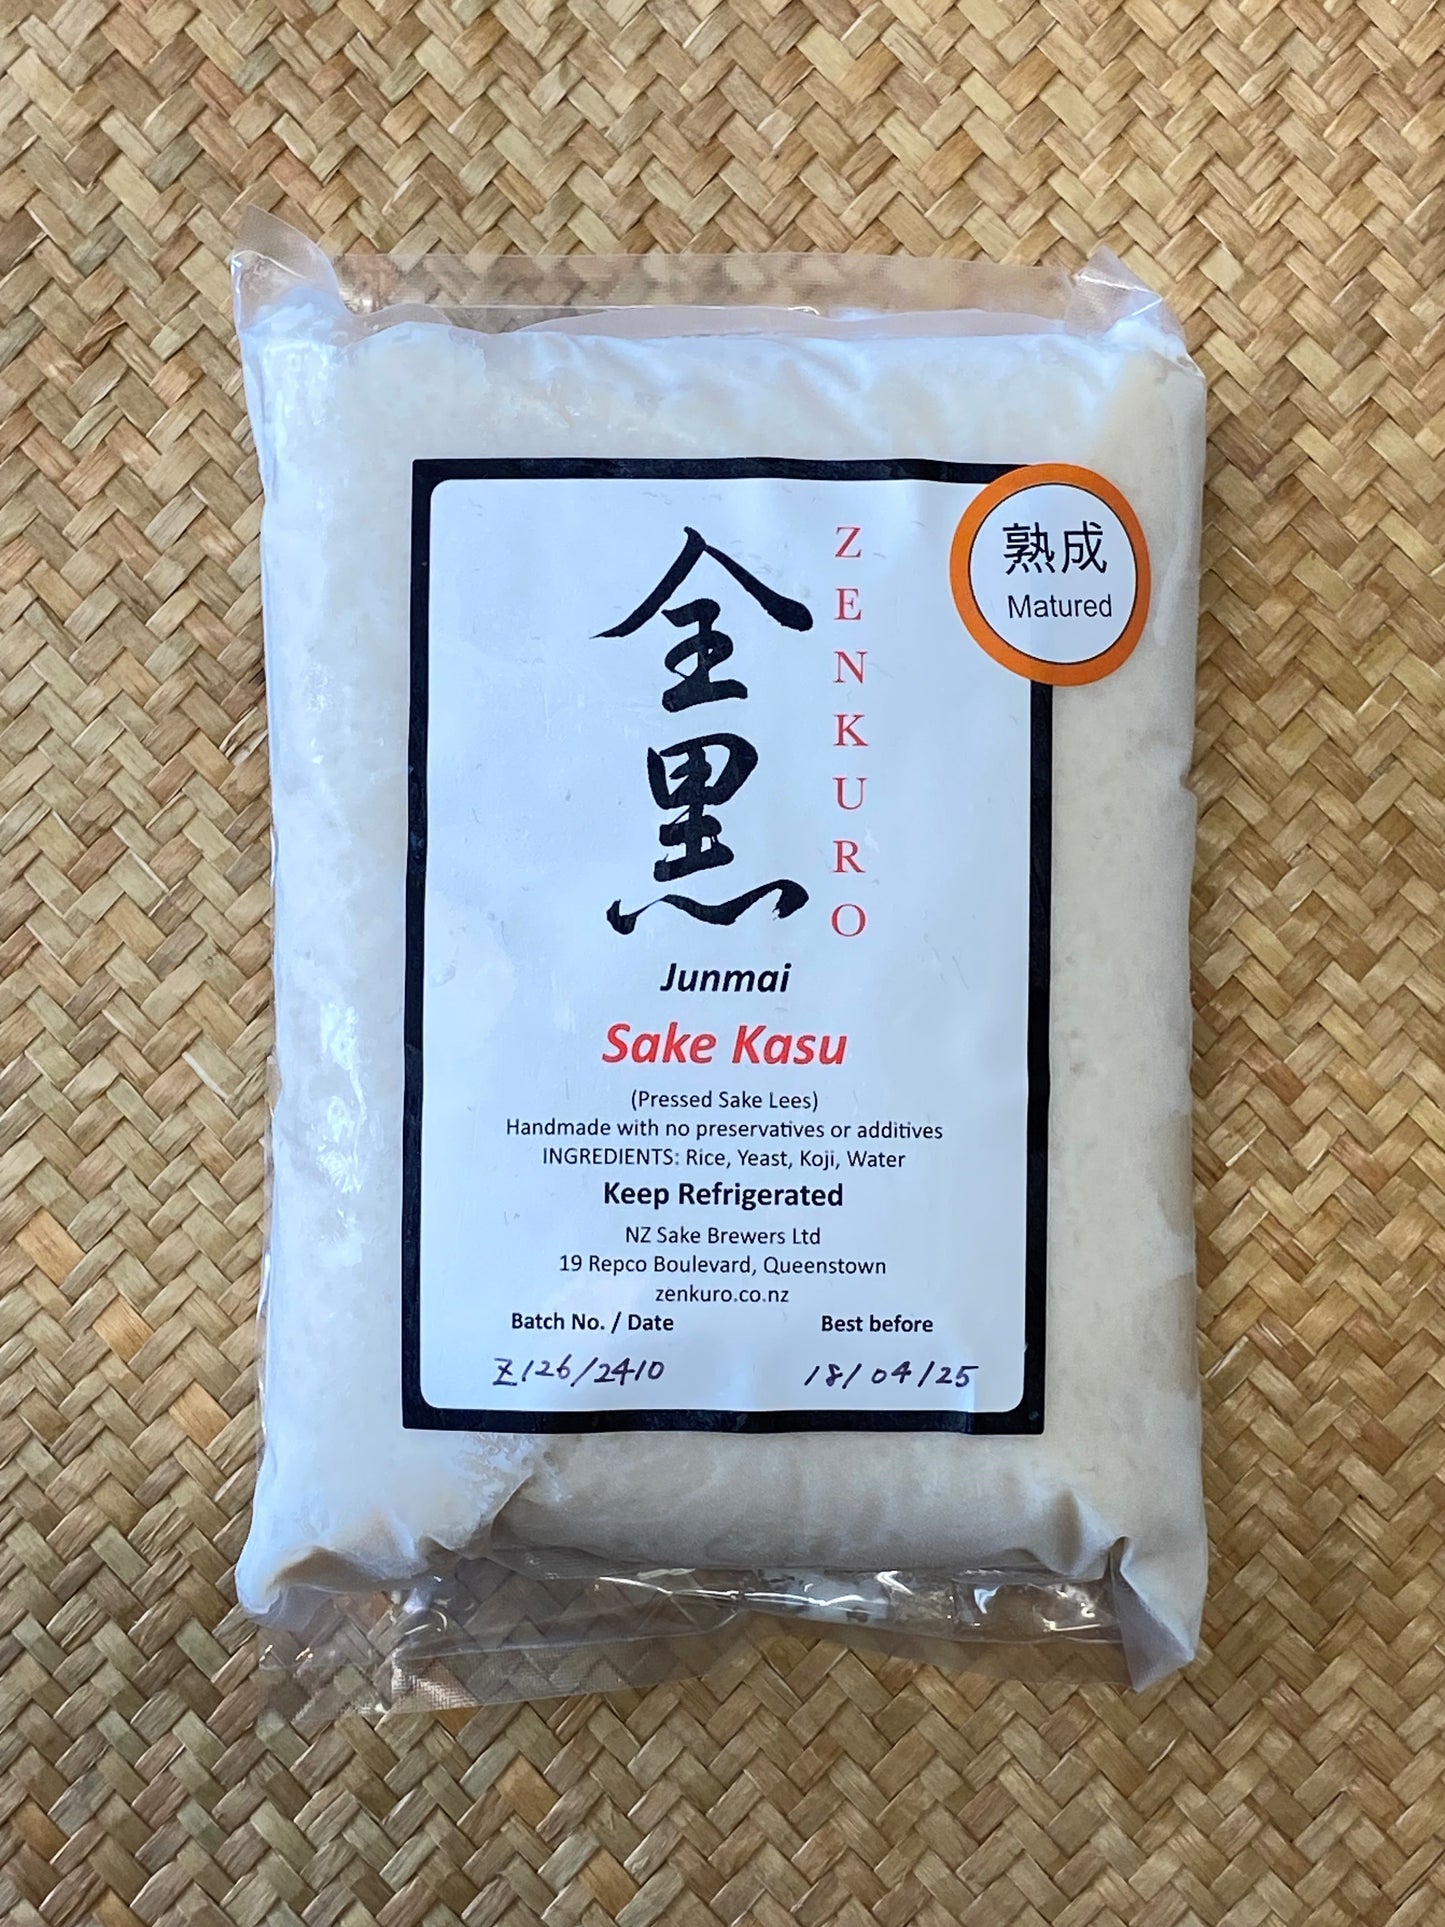 全黒
ZENKURO
熟成
Matured
Junmai
Sake Kasu
(Pressed Sake Lees)
Handmade with no preservatives or additives
INGREDIENTS: Rice, Yeast, Koji, Water
Keep Refrigerated
NZ Sake Brewers Ltd
19 Repco Boulevard, Queenstown
zenkuro.co.nz
Batch No. / Date Best before
Z126/2410 18/04/25